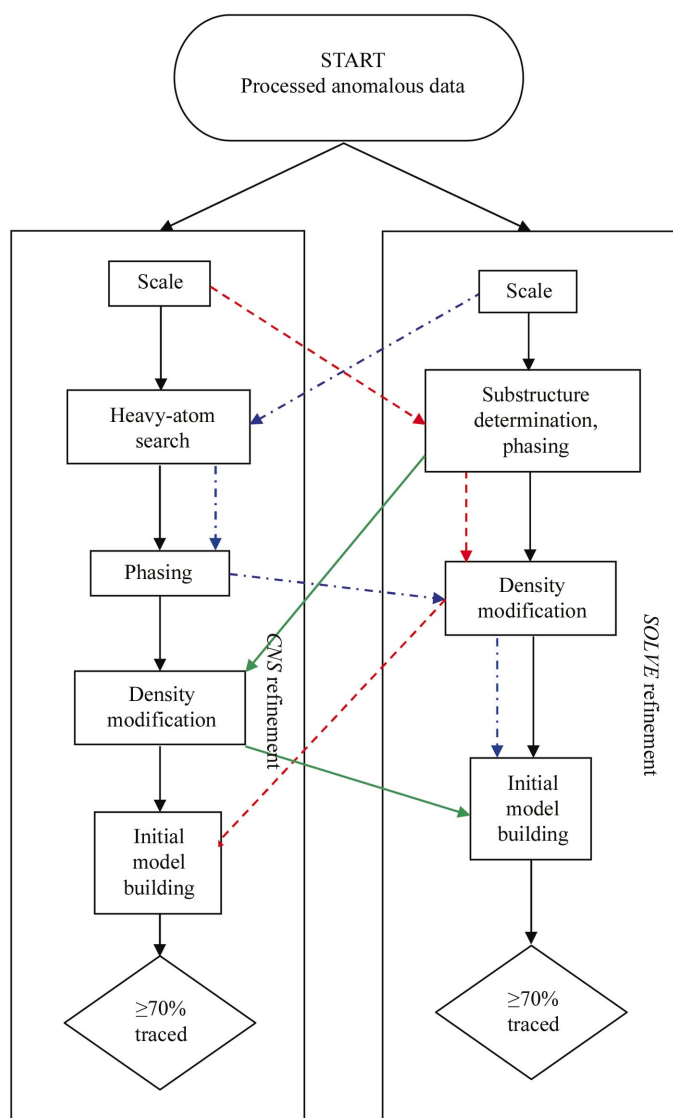 START
Processed anomalous data
Scale
Heavy-atom
search
Phasing
Density
modification
Initial
model
building
≥70%
traced
CNS refinement
Scale
Substructure
determination,
phasing
Density
modification
Initial
model
building
≥70%
traced
SOLVE refinement